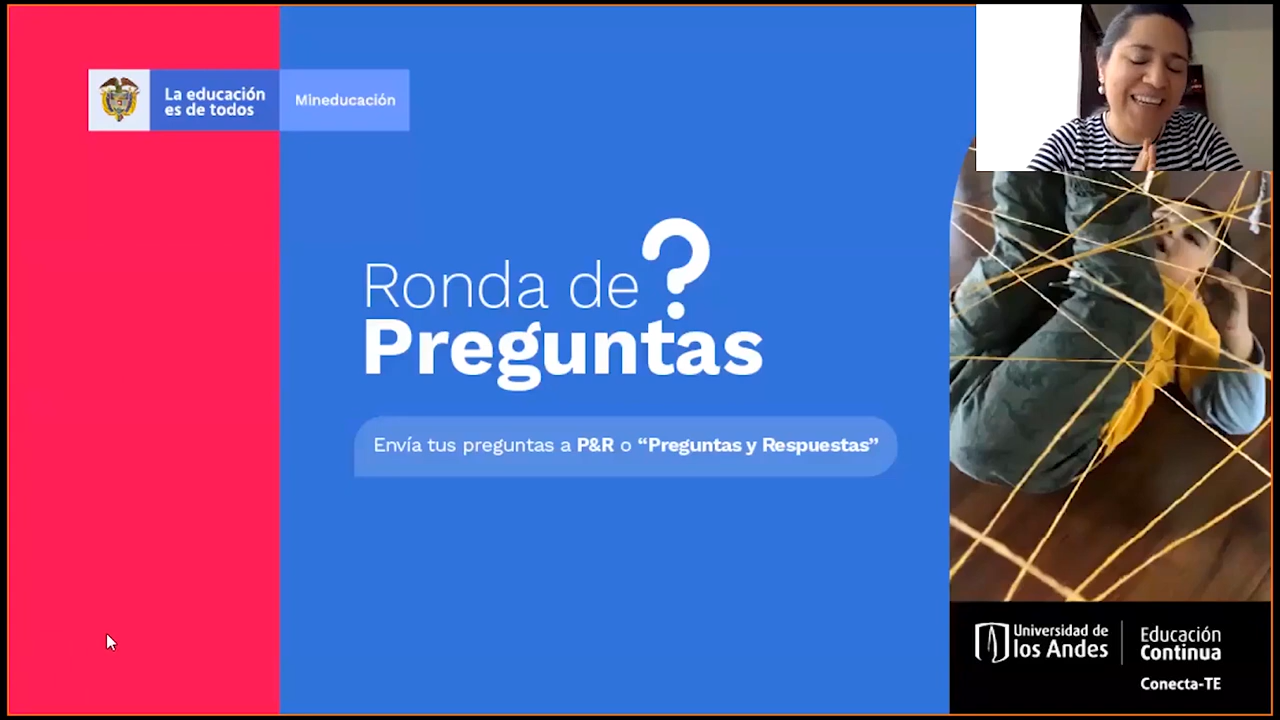 La educación
es de todos
Mineducación
Ronda de ?
Preguntas
Envía tus preguntas a P&R o “Preguntas y Respuestas”
Universidad de
los Andes
Educación
Continua
Conecta-TE